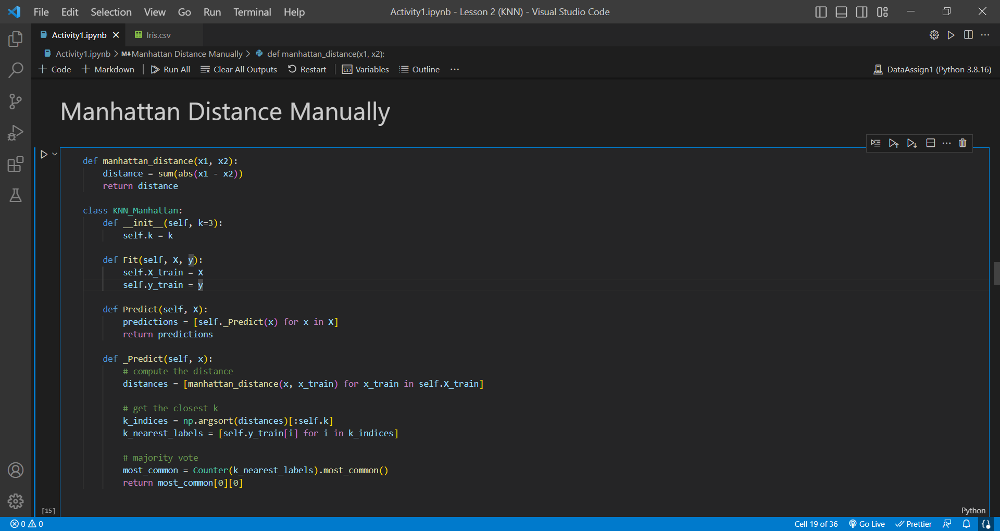 File Edit Selection View Go Run Terminal Help
Activity1.ipynb - Lesson 2 (KNN) - Visual Studio Code
Activity1.ipynb
Iris.csv
Activity1.ipynb > M↓Manhattan Distance Manually > def manhattan_distance(x1, x2):
+ Code + Markdown | Run All Clear All Outputs Restart | Variables Outline ...
DataAssign1 (Python 3.8.16)
Manhattan Distance Manually
def manhattan_distance(x1, x2):
    distance = sum(abs(x1 - x2))
    return distance
class KNN_Manhattan:
    def __init__(self, k=3):
        self.k = k
    def Fit(self, X, y):
        self.X_train = X
        self.y_train = y
    def Predict(self, X):
        predictions = [self._Predict(x) for x in X]
        return predictions
    def _Predict(self, x):
        # compute the distance
        distances = [manhattan_distance(x, x_train) for x_train in self.X_train]
        # get the closest k
        k_indices = np.argsort(distances)[:self.k]
        k_nearest_labels = [self.y_train[i] for i in k_indices]
        # majority vote
        most_common = Counter(k_nearest_labels).most_common()
        return most_common[0][0]
[15]
Python
0 0
Cell 19 of 36 Go Live Prettier